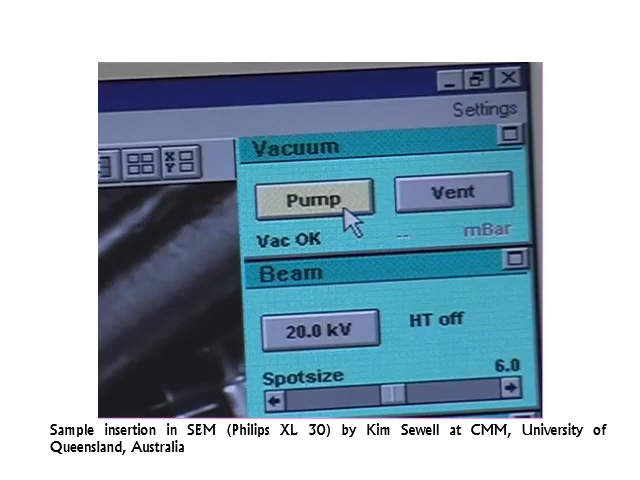 Settings
Vacuum
X
Y
Pump Vent
Vac OK -- mBar
Beam
20.0 kV HT off
Spotsize 6.0
Sample insertion in SEM (Philips XL 30) by Kim Sewell at CMM, University of
Queensland, Australia